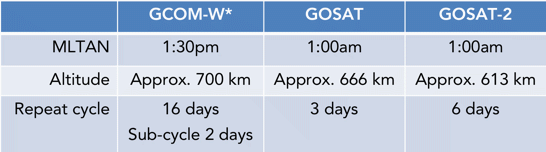 GCOM-W* GOSAT GOSAT-2
MLTAN 1:30pm 1:00am 1:00am
Altitude Approx. 700 km Approx. 666 km Approx. 613 km
Repeat cycle 16 days 3 days 6 days
Sub-cycle 2 days